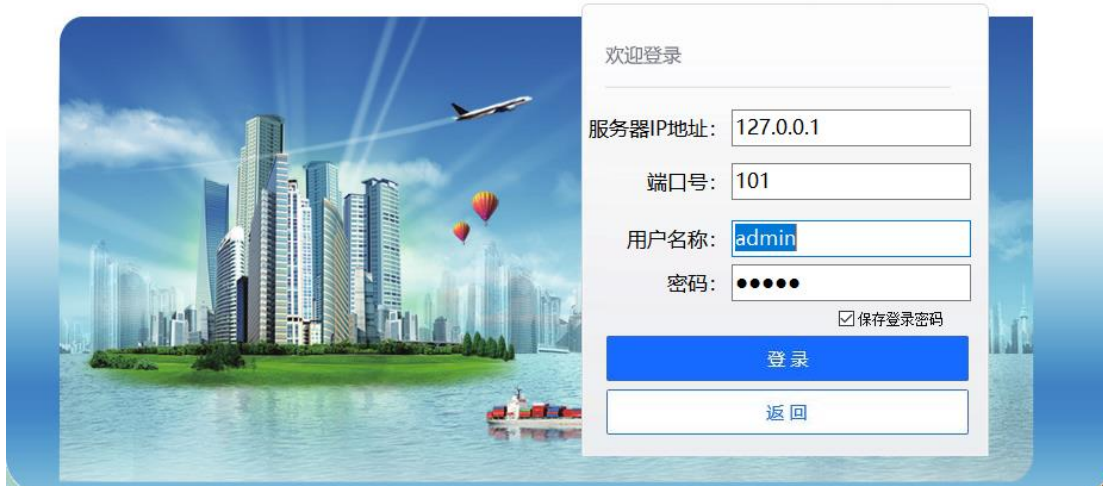 欢迎登录
服务器IP地址： 127.0.0.1
端口号： 101
用户名称： admin
密码： ●●●●●
保存登录密码
登 录
返 回